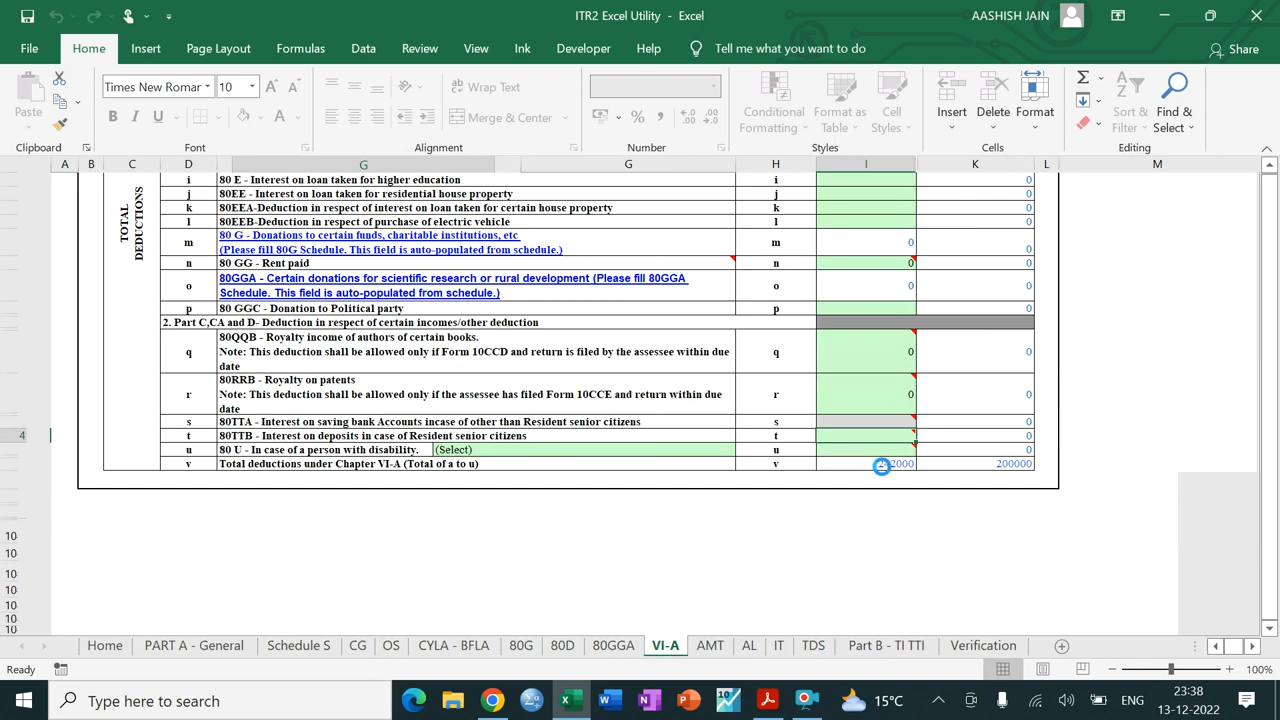 ITR2 Excel Utility - Excel
AASHISH JAIN
File Home Insert Page Layout Formulas Data Review View Ink Developer Help Tell me what you want to do Share
Paste
Times New Romar 10
B I U
Wrap Text
Merge & Center
%
Conditional Formatting
Format as Table
Cell Styles
Insert Delete Format
Sort & Filter
Find & Select
Clipboard Font Alignment Number Styles Cells Editing
A B C D G G H I K L M
TOTAL DEDUCTIONS
i 80 E - Interest on loan taken for higher education i 0
j 80EE - Interest on loan taken for residential house property j 0
k 80EEA-Deduction in respect of interest on loan taken for certain house property k 0
l 80EEB-Deduction in respect of purchase of electric vehicle l 0
m 80 G - Donations to certain funds, charitable institutions, etc
(Please fill 80G Schedule. This field is auto-populated from schedule.) m 0 0
n 80 GG - Rent paid n 0 0
o 80GGA - Certain donations for scientific research or rural development (Please fill 80GGA
Schedule. This field is auto-populated from schedule.) o 0 0
p 80 GGC - Donation to Political party p 0
2. Part C,CA and D- Deduction in respect of certain incomes/other deduction
80QQB - Royalty income of authors of certain books.
q Note: This deduction shall be allowed only if Form 10CCD and return is filed by the assessee within due q 0 0
date
80RRB - Royalty on patents
r Note: This deduction shall be allowed only if the assessee has filed Form 10CCE and return within due r 0 0
date
s 80TTA - Interest on saving bank Accounts incase of other than Resident senior citizens s 0
4 t 80TTB - Interest on deposits in case of Resident senior citizens t 0
u 80 U - In case of a person with disability. (Select) u 0
v Total deductions under Chapter VI-A (Total of a to u) v 200000
10
10
10
10
10
10
10
Home PART A - General Schedule S CG OS CYLA - BFLA 80G 80D 80GGA VI-A AMT AL IT TDS Part B - TI TTI Verification
Ready 100%
Type here to search
15°C
ENG
23:38
13-12-2022